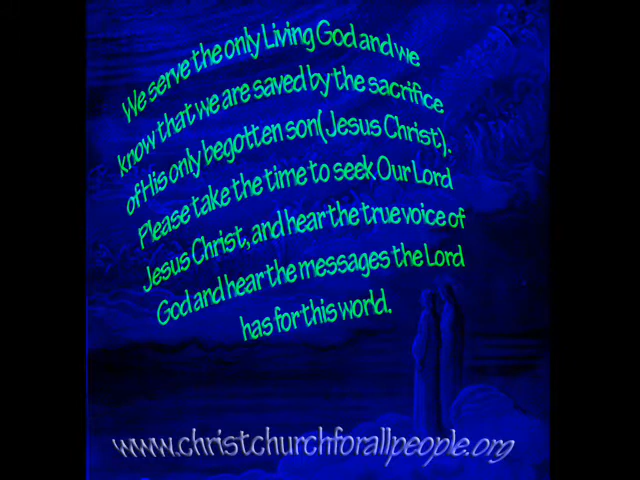 We serve the only Living God and we
know that we are saved by the sacrifice
of His only begotten son(Jesus Christ).
Please take the time to seek Our Lord
Jesus Christ, and hear the true voice of
God and hear the messages the Lord
has for this world.
www.christchurchforallpeople.org